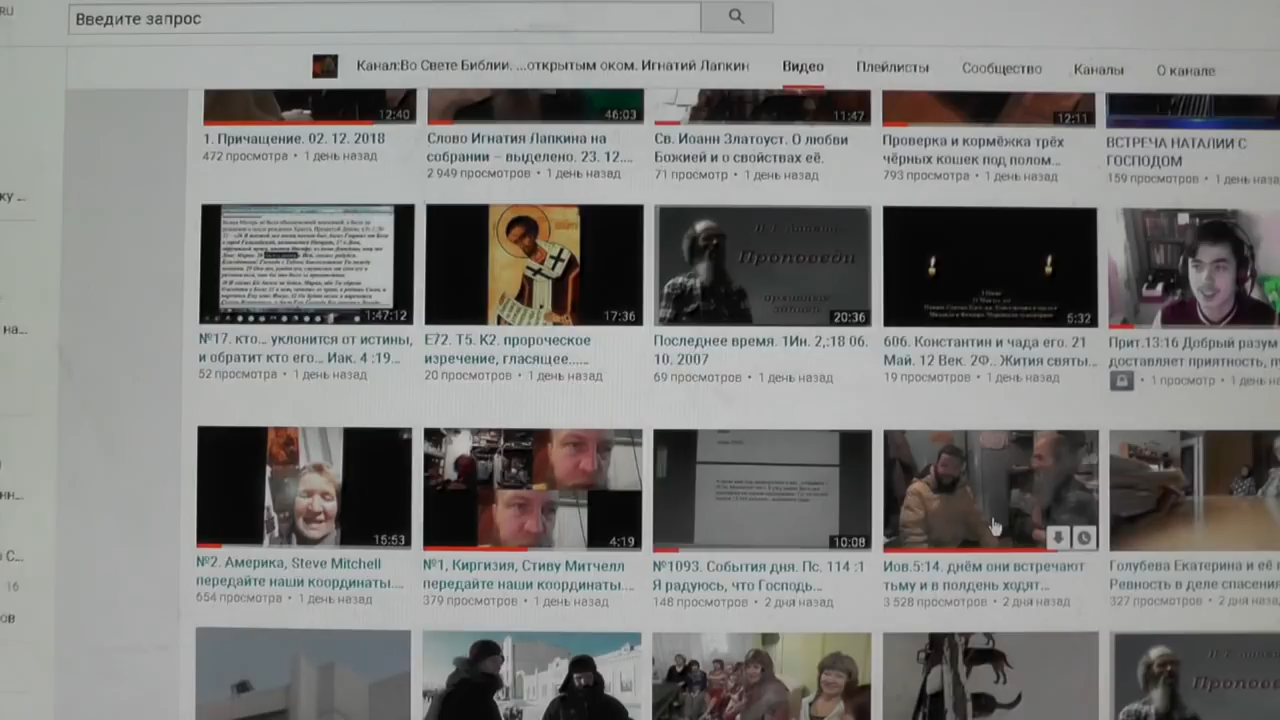 RU
Введите запрос
Канал:Во Свете Библии. ...открытым оком. Игнатий Лапкин
Видео
Плейлисты
Сообщество
Каналы
О канале
12:40
46:03
11:47
12:11
1. Причащение. 02. 12. 2018
472 просмотра • 1 день назад
Слово Игнатия Лапкина на
собрании – выделено. 23. 12....
2 949 просмотров • 1 день назад
Св. Иоанн Златоуст. О любви
Божией и о свойствах её.
71 просмотр • 1 день назад
Проверка и кормёжка трёх
чёрных кошек под полом...
793 просмотра • 1 день назад
ВСТРЕЧА НАТАЛИИ С
ГОСПОДОМ
159 просмотров • 1 день наза
ку ...
1:47:12
17:36
Проповеди
20:36
5:32
№17. кто... уклонится от истины,
и обратит кто его... Иак. 4 :19...
52 просмотра • 1 день назад
Е72. Т5. К2. пророческое
изречение, гласящее......
20 просмотров • 1 день назад
Последнее время. 1Ин. 2,:18 06.
10, 2007
69 просмотров • 1 день назад
606. Константин и чада его. 21
Май. 12 Век. 2Ф.. Жития святы...
19 просмотров • 1 день назад
Прит.13:16 Добрый разум
доставляет приятность, п
• 1 просмотр • 1 день н
на...
15:53
4:19
10:08
№2. Америка, Steve Mitchell
передайте наши координаты....
654 просмотра • 1 день назад
№1, Киргизия, Стиву Митчелл
передайте наши координаты....
379 просмотров • 1 день назад
№1093. События дня. Пс. 114 :1
Я радуюсь, что Господь...
148 просмотров • 2 дня назад
Иов.5:14. днём они встречают
тьму и в полдень ходят...
3 528 просмотров • 2 дня назад
Голубева Екатерина и её
Ревность в деле спасения
327 просмотров • 2 дня назад
нн...
С...
16
ов
Пропове